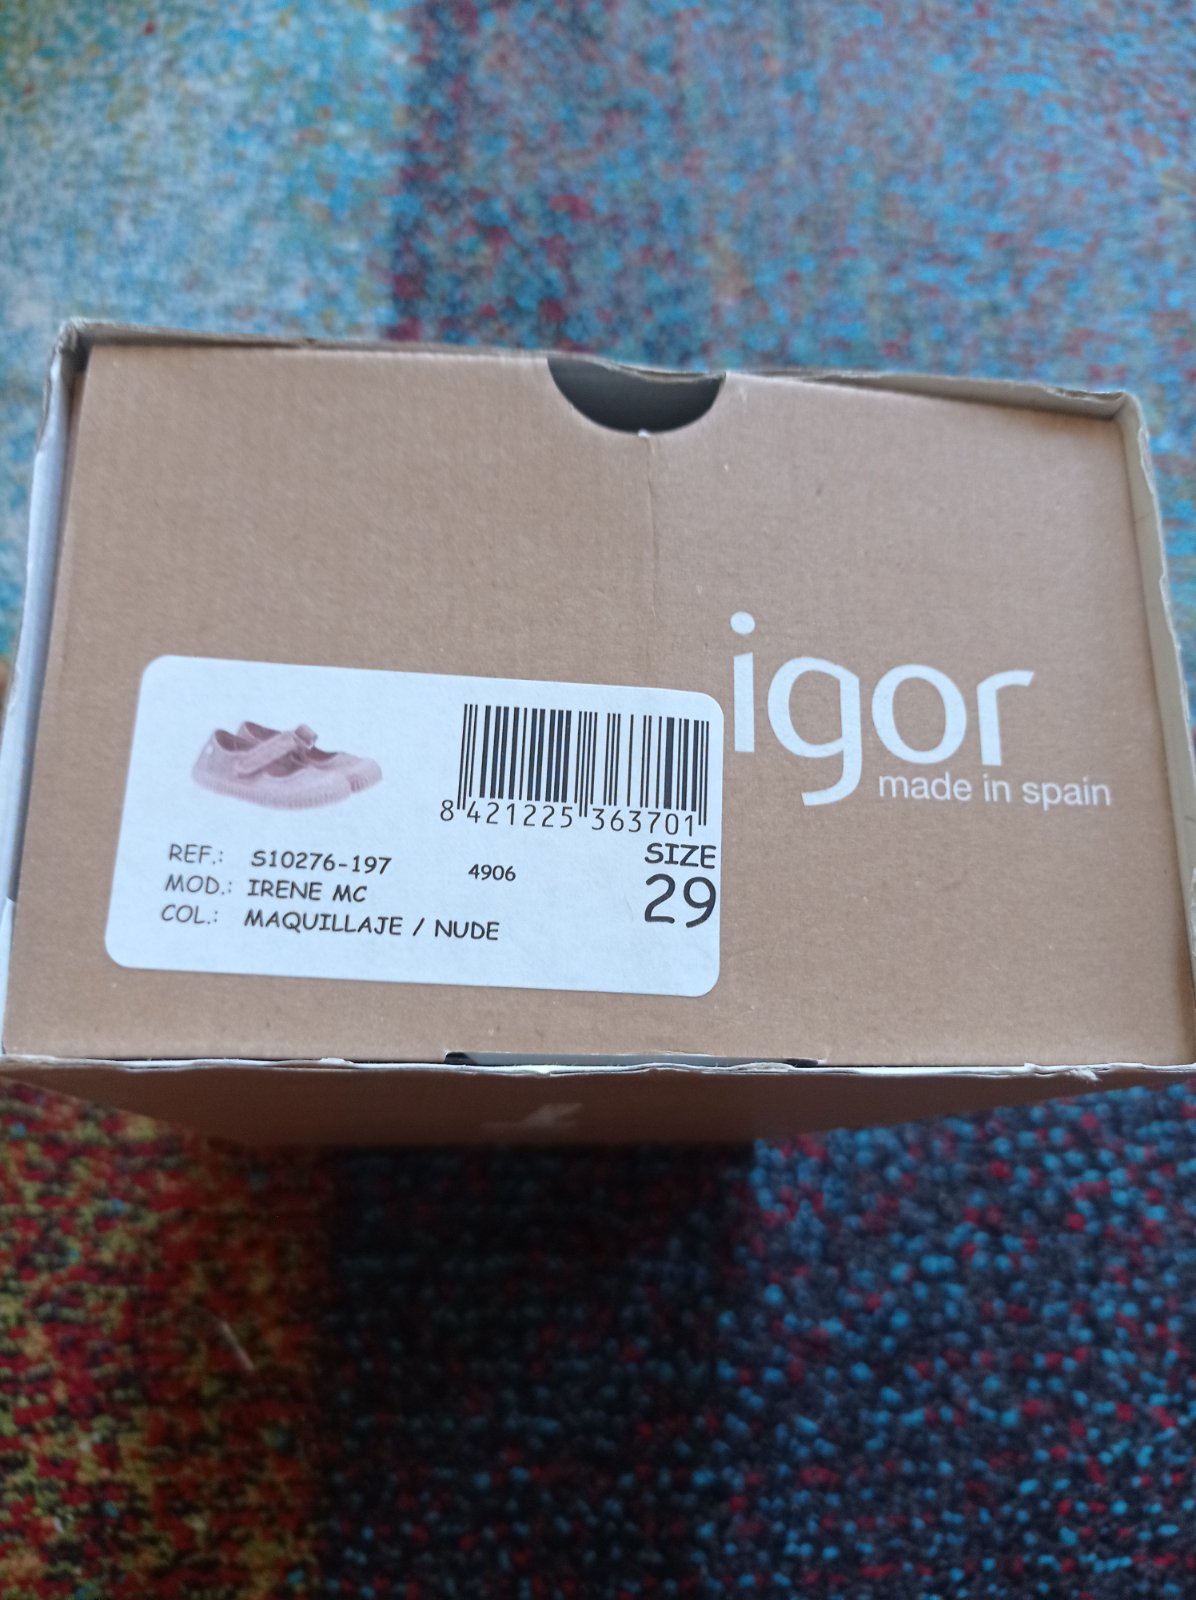 igor
made in spain
8 421225 363701
REF.: S10276-197
4906
SIZE
29
MOD.: IRENE MC
COL.: MAQUILLAJE / NUDE